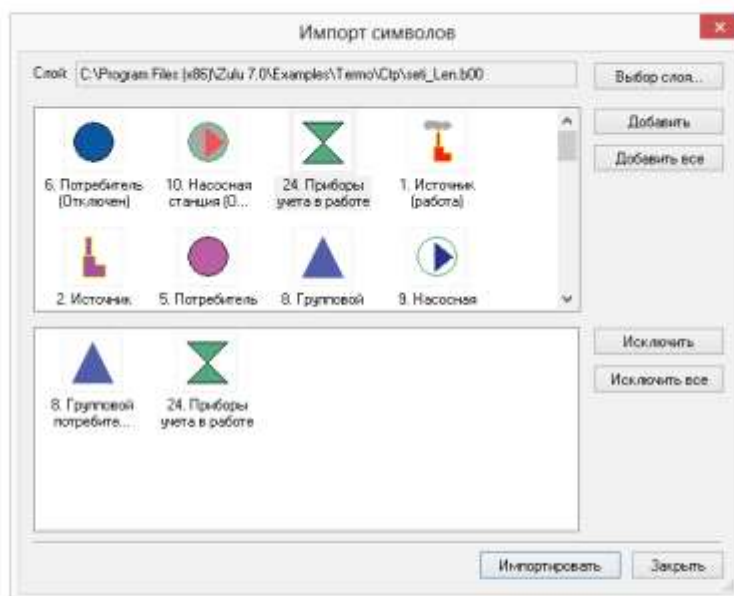 Импорт символов
Слой: C:\Program Files (x86)\Zulu 7.0\Examples\Termo\Ctp\seti_Len.b00
Выбор слоя...
Добавить
Добавить все
6. Потребитель
(Отключен)
10. Насосная
станция (О...
24. Приборы
учета в работе
1. Источник
(работа)
2. Источник
5. Потребитель
8. Групповой
9. Насосная
Исключить
Исключить все
8. Групповой
потребите...
24. Приборы
учета в работе
Импортировать
Закрыть